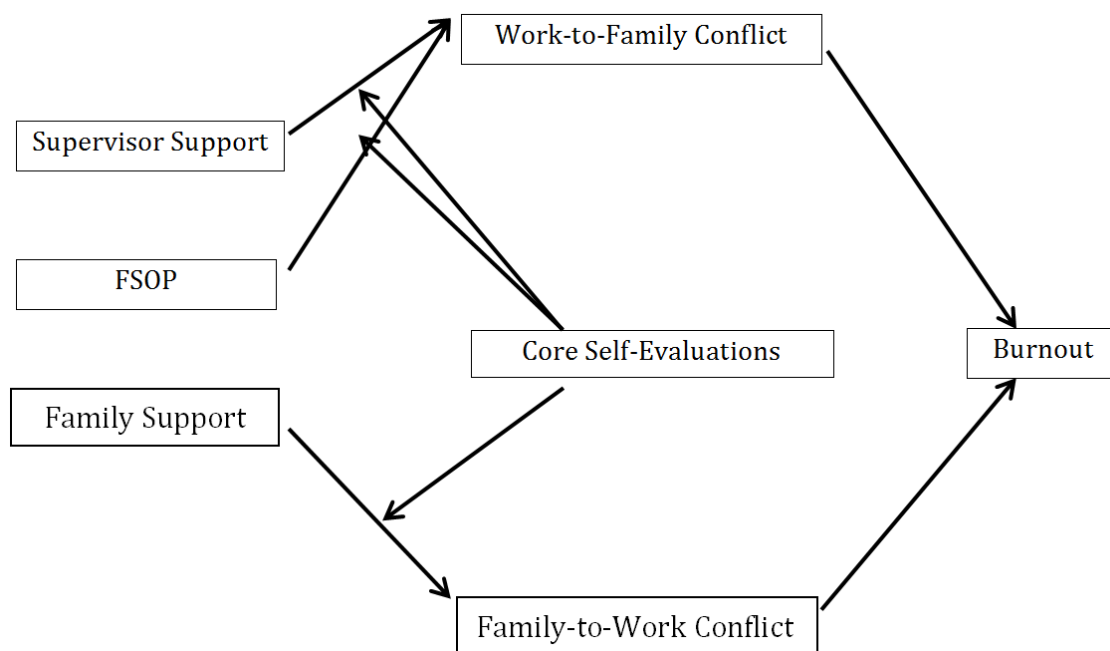 Work-to-Family Conflict
Supervisor Support
FSOP
Core Self-Evaluations
Burnout
Family Support
Family-to-Work Conflict